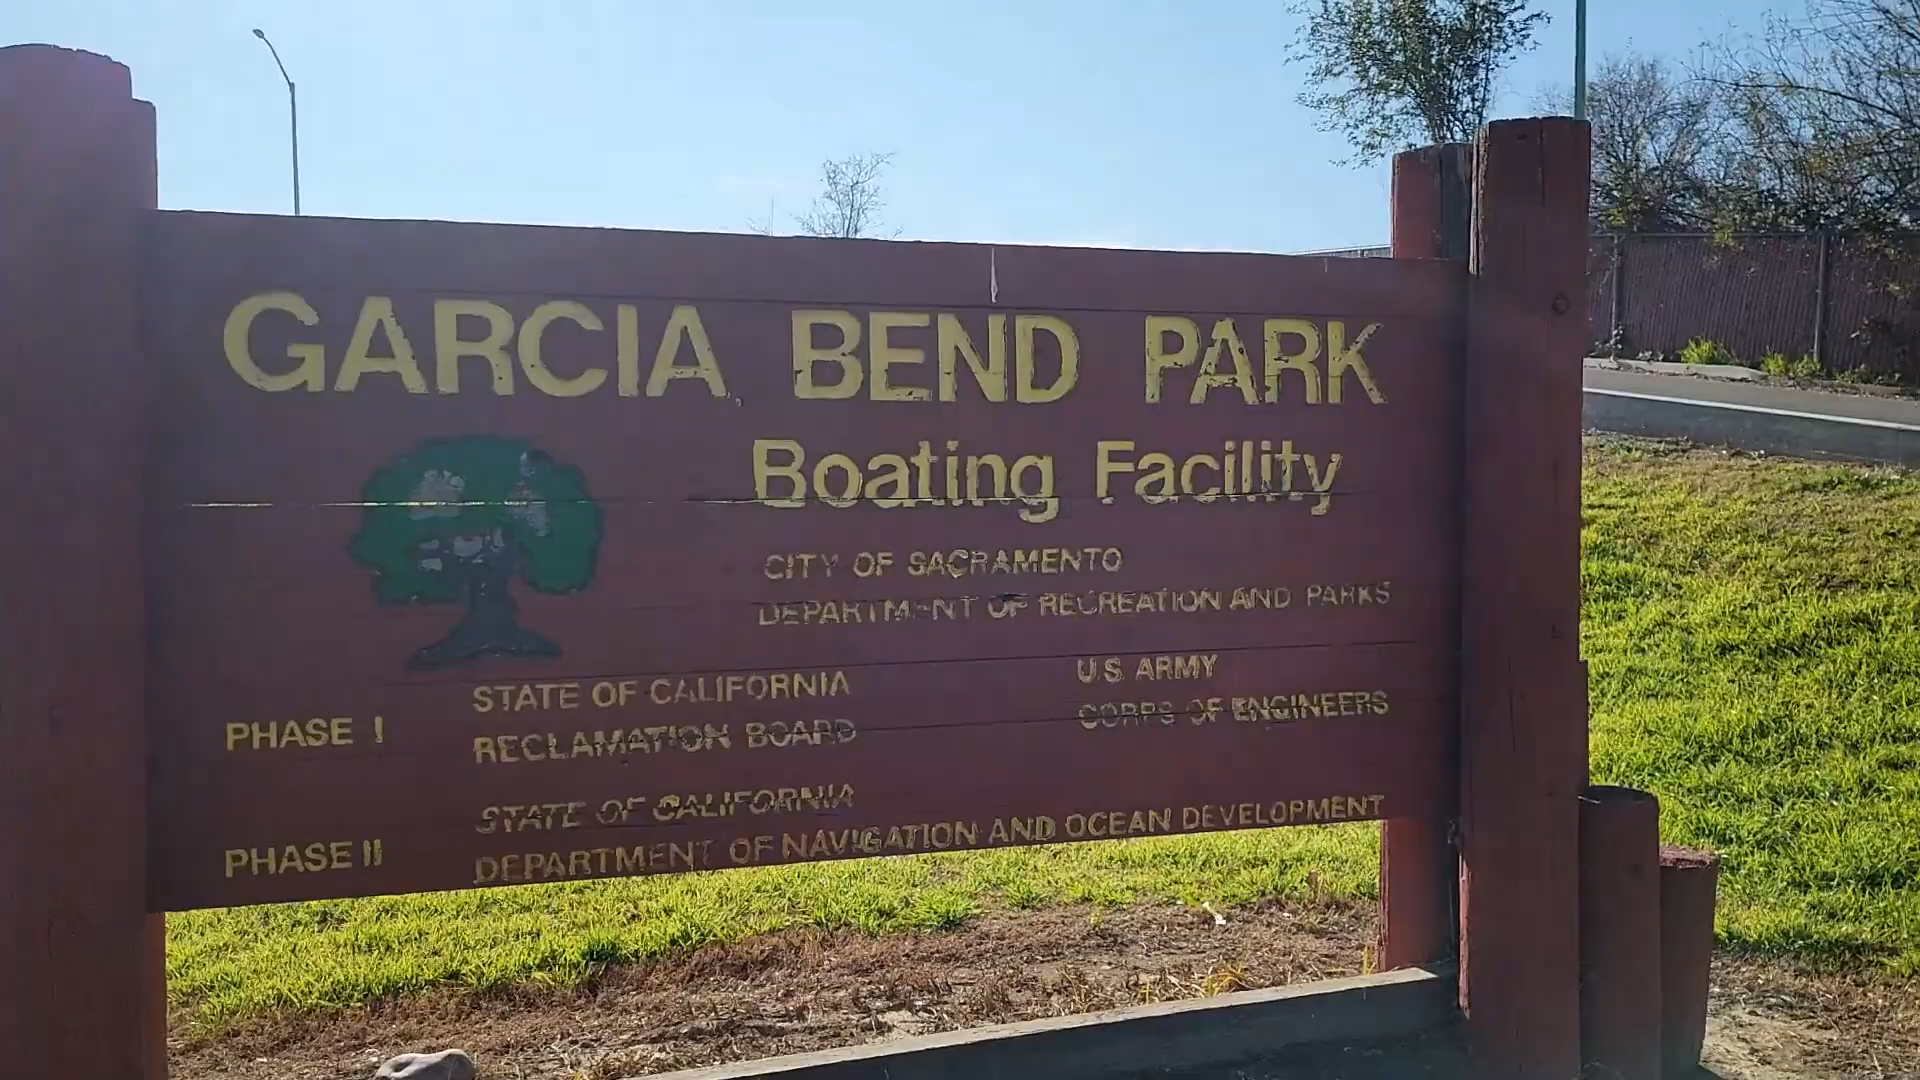 GARCIA BEND PARK
Boating Facility
CITY OF SACRAMENTO
DEPARTMENT OF RECREATION AND PARKS
PHASE I
STATE OF CALIFORNIA
RECLAMATION BOARD
U.S. ARMY
CORPS OF ENGINEERS
PHASE II
STATE OF CALIFORNIA
DEPARTMENT OF NAVIGATION AND OCEAN DEVELOPMENT